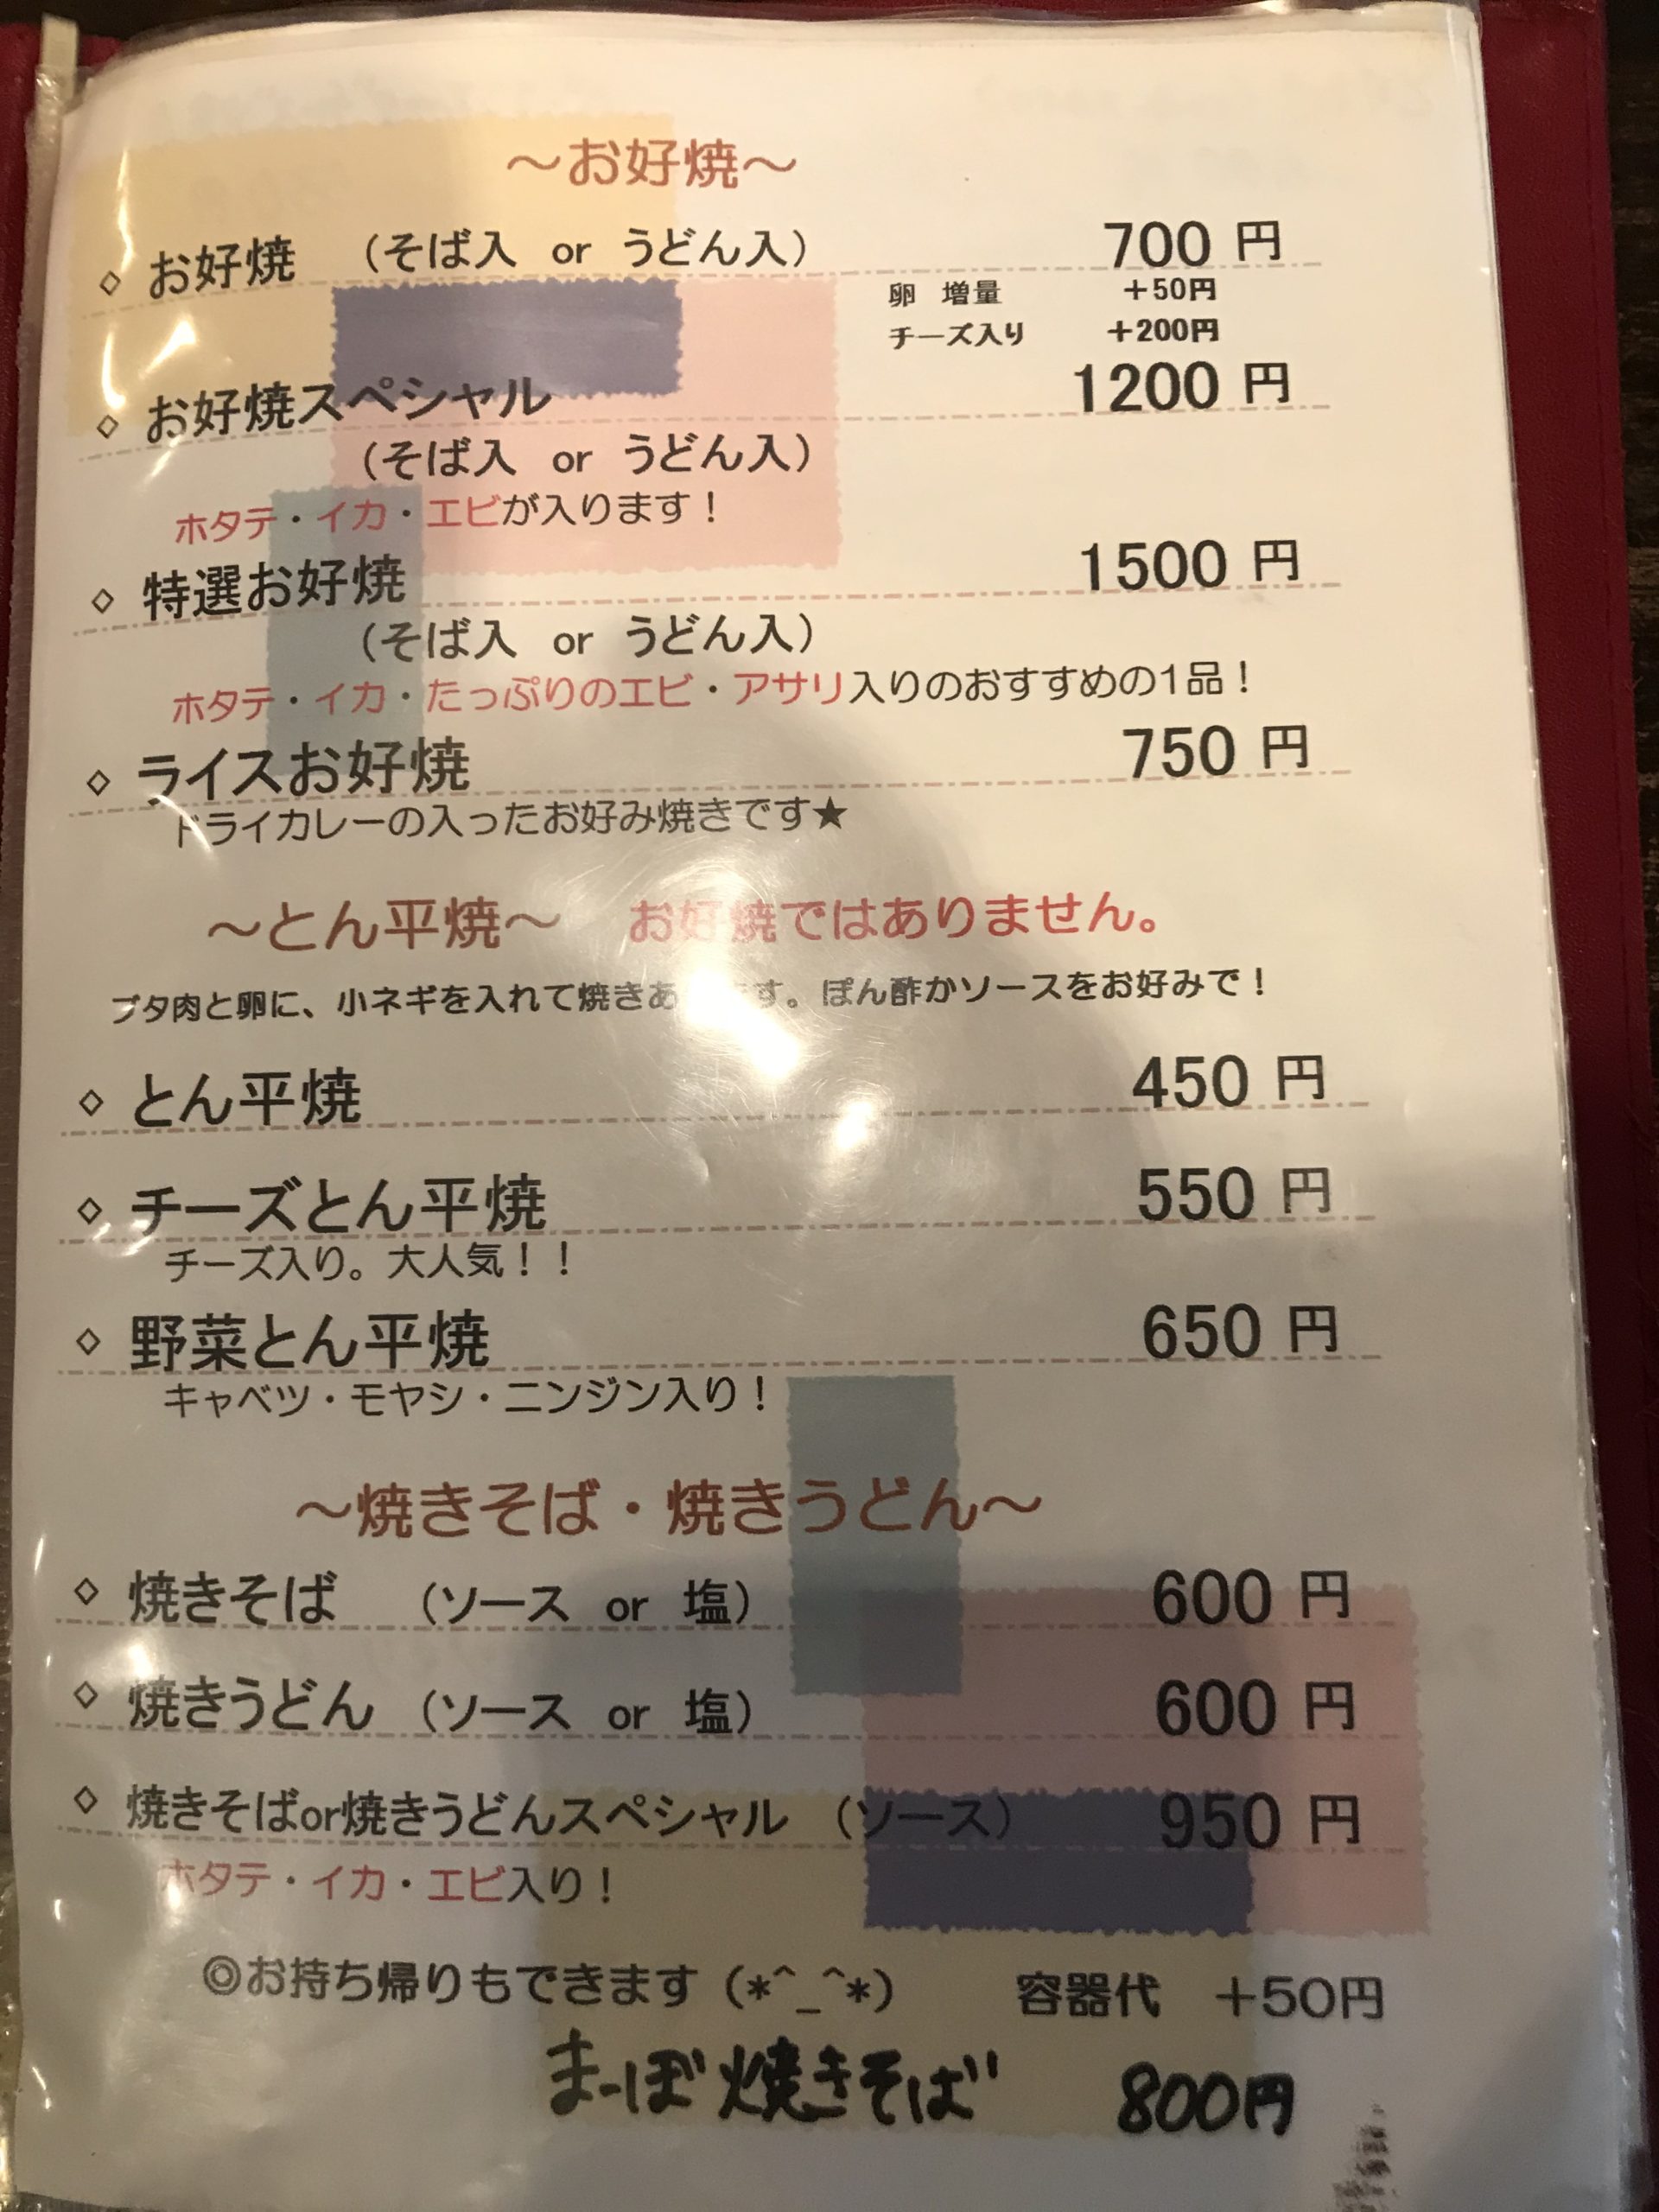 ～お好焼～
◇ お好焼 （そば入 or うどん入） 700 円
卵 増量 ＋50円
チーズ入り ＋200円
◇ お好焼スペシャル 1200 円
（そば入 or うどん入）
ホタテ・イカ・エビが入ります！
◇ 特選お好焼 1500 円
（そば入 or うどん入）
ホタテ・イカ・たっぷりのエビ・アサリ入りのおすすめの1品！
◇ ライスお好焼 750 円
ドライカレーの入ったお好み焼きです★
～とん平焼～ お好焼ではありません。
ブタ肉と卵に、小ネギを入れて焼きあ す。ぽん酢かソースをお好みで！
◇ とん平焼 450 円
◇ チーズとん平焼 550 円
チーズ入り。大人気！！
◇ 野菜とん平焼 650 円
キャベツ・モヤシ・ニンジン入り！
～焼きそば・焼きうどん～
◇ 焼きそば （ソース or 塩） 600 円
◇ 焼きうどん （ソース or 塩） 600 円
◇ 焼きそばor焼きうどんスペシャル （ソース） 950 円
ホタテ・イカ・エビ入り！
◎お持ち帰りもできます（*^_^*） 容器代 ＋50円
まーぼ焼きそば 800円